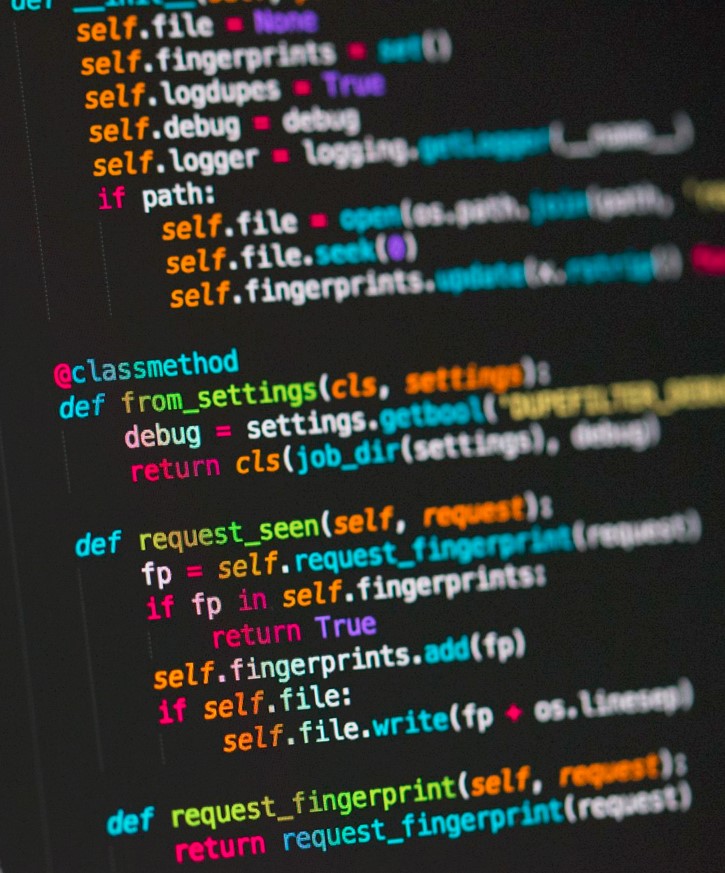 def __init__(self,
self.file = None
self.fingerprints = set()
self.logdupes = True
self.debug = debug
self.logger = logging.getLogger(__name__)
if path:
self.file = open(os.path.join(path,
self.file.seek(0)
self.fingerprints.update(x.rstrip()
@classmethod
def from_settings(cls, settings):
debug = settings.getbool("DUPEFILTER_DEBUG
return cls(job_dir(settings), debug)
def request_seen(self, request):
fp = self.request_fingerprint(request)
if fp in self.fingerprints:
return True
self.fingerprints.add(fp)
if self.file:
self.file.write(fp + os.linesep)
def request_fingerprint(self, request):
return request_fingerprint(request)